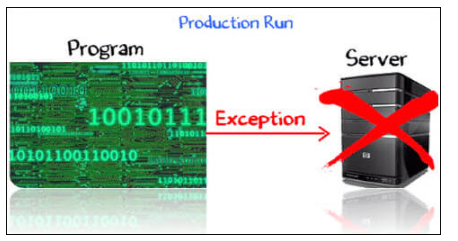 Production Run
Program
Server
10010111
Exception
10101100110010